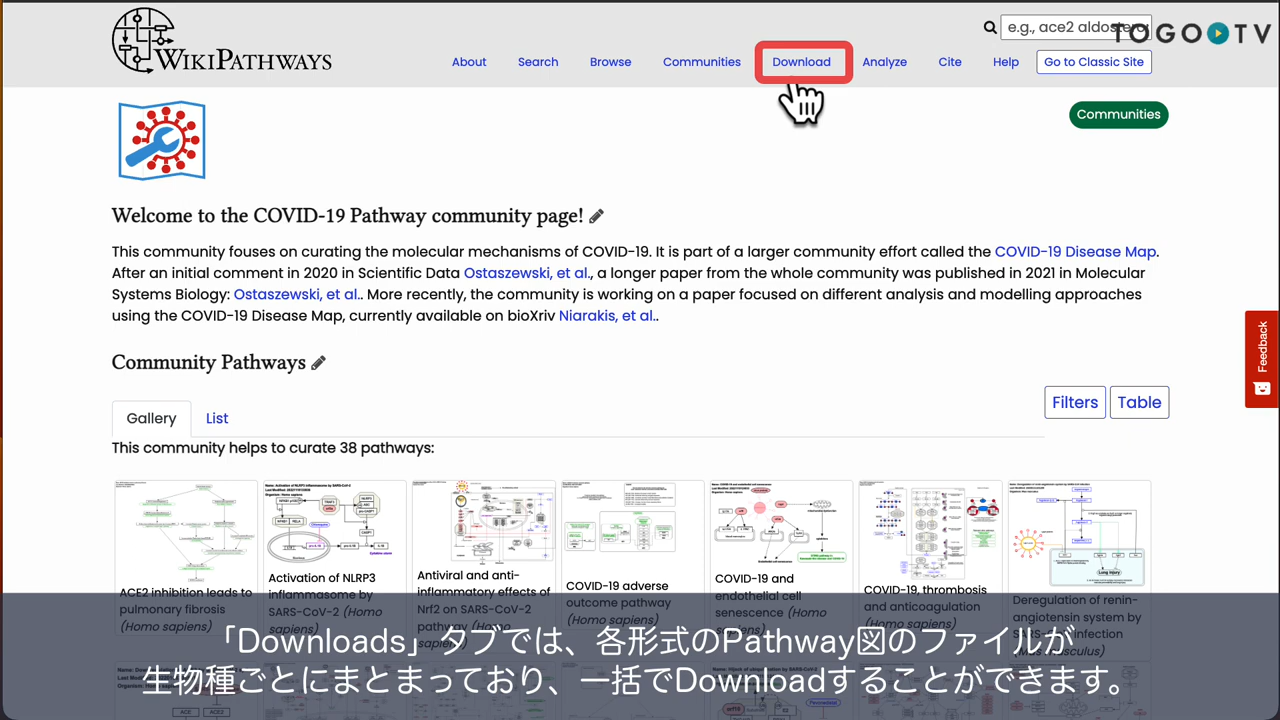 WIKIPATHWAYS
e.g., ace2 aldostero
TOGO TV
About Search Browse Communities Download Analyze Cite Help Go to Classic Site
Communities
Welcome to the COVID-19 Pathway community page!
This community fouses on curating the molecular mechanisms of COVID-19. It is part of a larger community effort called the COVID-19 Disease Map.
After an initial comment in 2020 in Scientific Data Ostaszewski, et al., a longer paper from the whole community was published in 2021 in Molecular
Systems Biology: Ostaszewski, et al.. More recently, the community is working on a paper focused on different analysis and modelling approaches
using the COVID-19 Disease Map, currently available on bioXriv Niarakis, et al..
Feedback
Community Pathways
Gallery List Filters Table
This community helps to curate 38 pathways:
ACE2 inhibition leads to
pulmonary fibrosis
(Homo sapiens)
Activation of NLRP3
inflammasome by
SARS-CoV-2 (Homo
sapiens)
Antiviral and anti-
inflammatory effects of
Nrf2 on SARS-CoV-2
pathway (Homo
COVID-19 adverse
outcome pathway
(Homo sapiens)
COVID-19 and
endothelial cell
senescence (Homo
COVID-19, thrombosis
and anticoagulation
(Homo sapiens)
Deregulation of renin-
angiotensin system by
SARS-CoV infection
「Downloads」タブでは、各形式のPathway図のファイルが
生物種ごとにまとまっており、一括でDownloadすることができます。